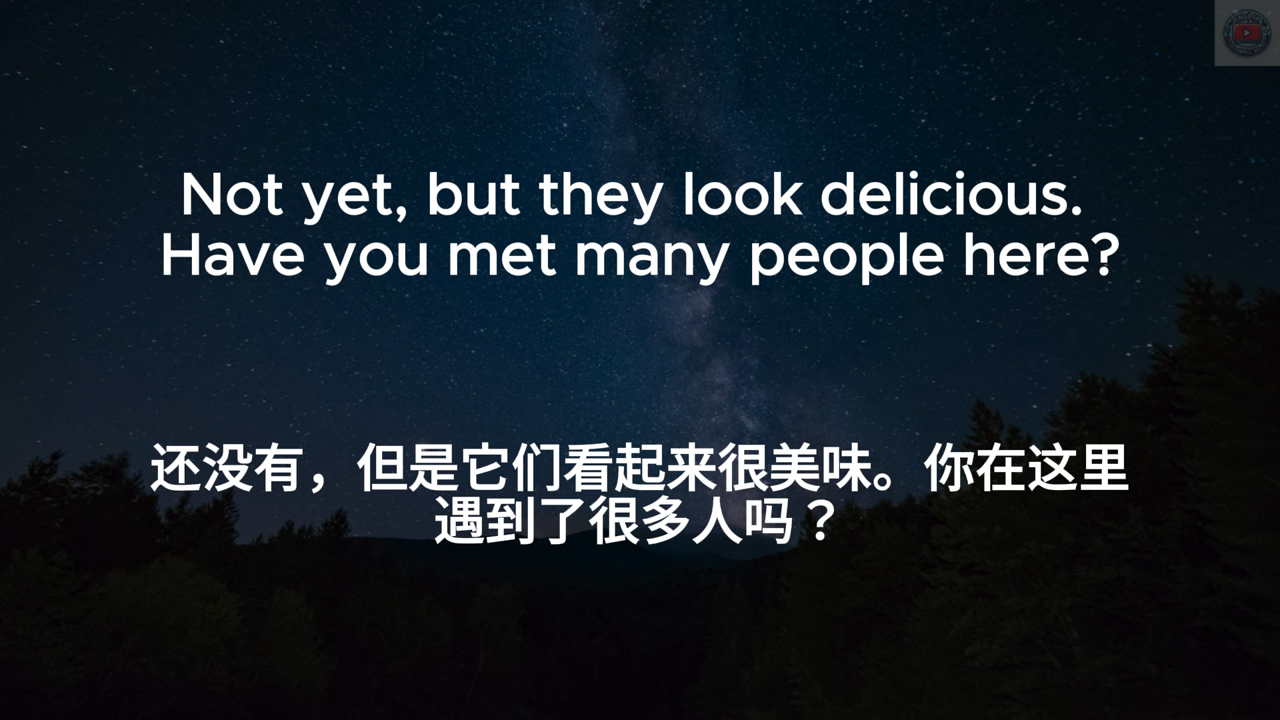 Not yet, but they look delicious.
Have you met many people here?
还没有，但是它们看起来很美味。你在这里
遇到了很多人吗？